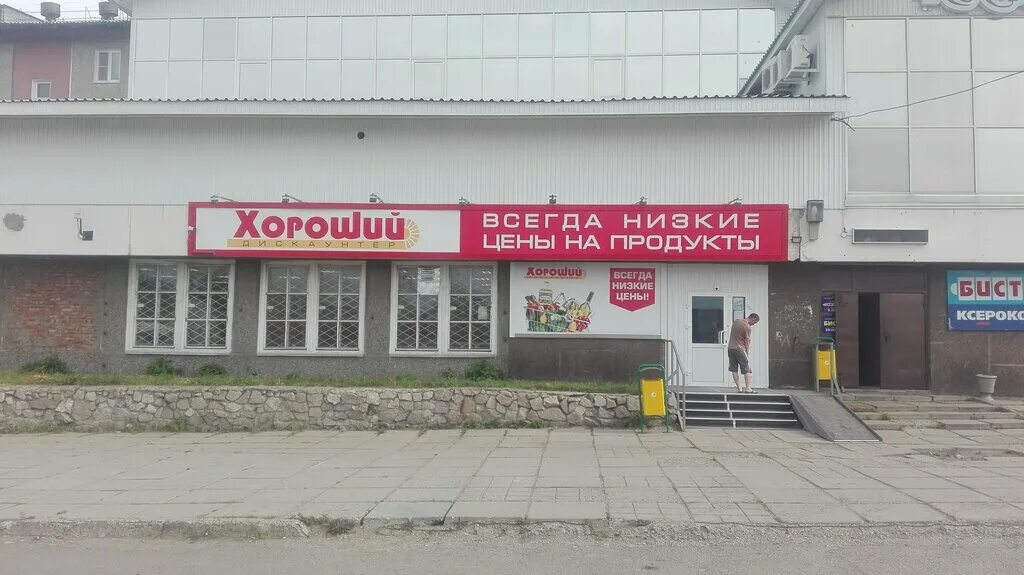 Хороший
ДИСКАУНТЕР
ВСЕГДА НИЗКИЕ
ЦЕНЫ НА ПРОДУКТЫ
Хороший
ВСЕГДА
НИЗКИЕ
ЦЕНЫ!
БИСТ
КСЕРОКО